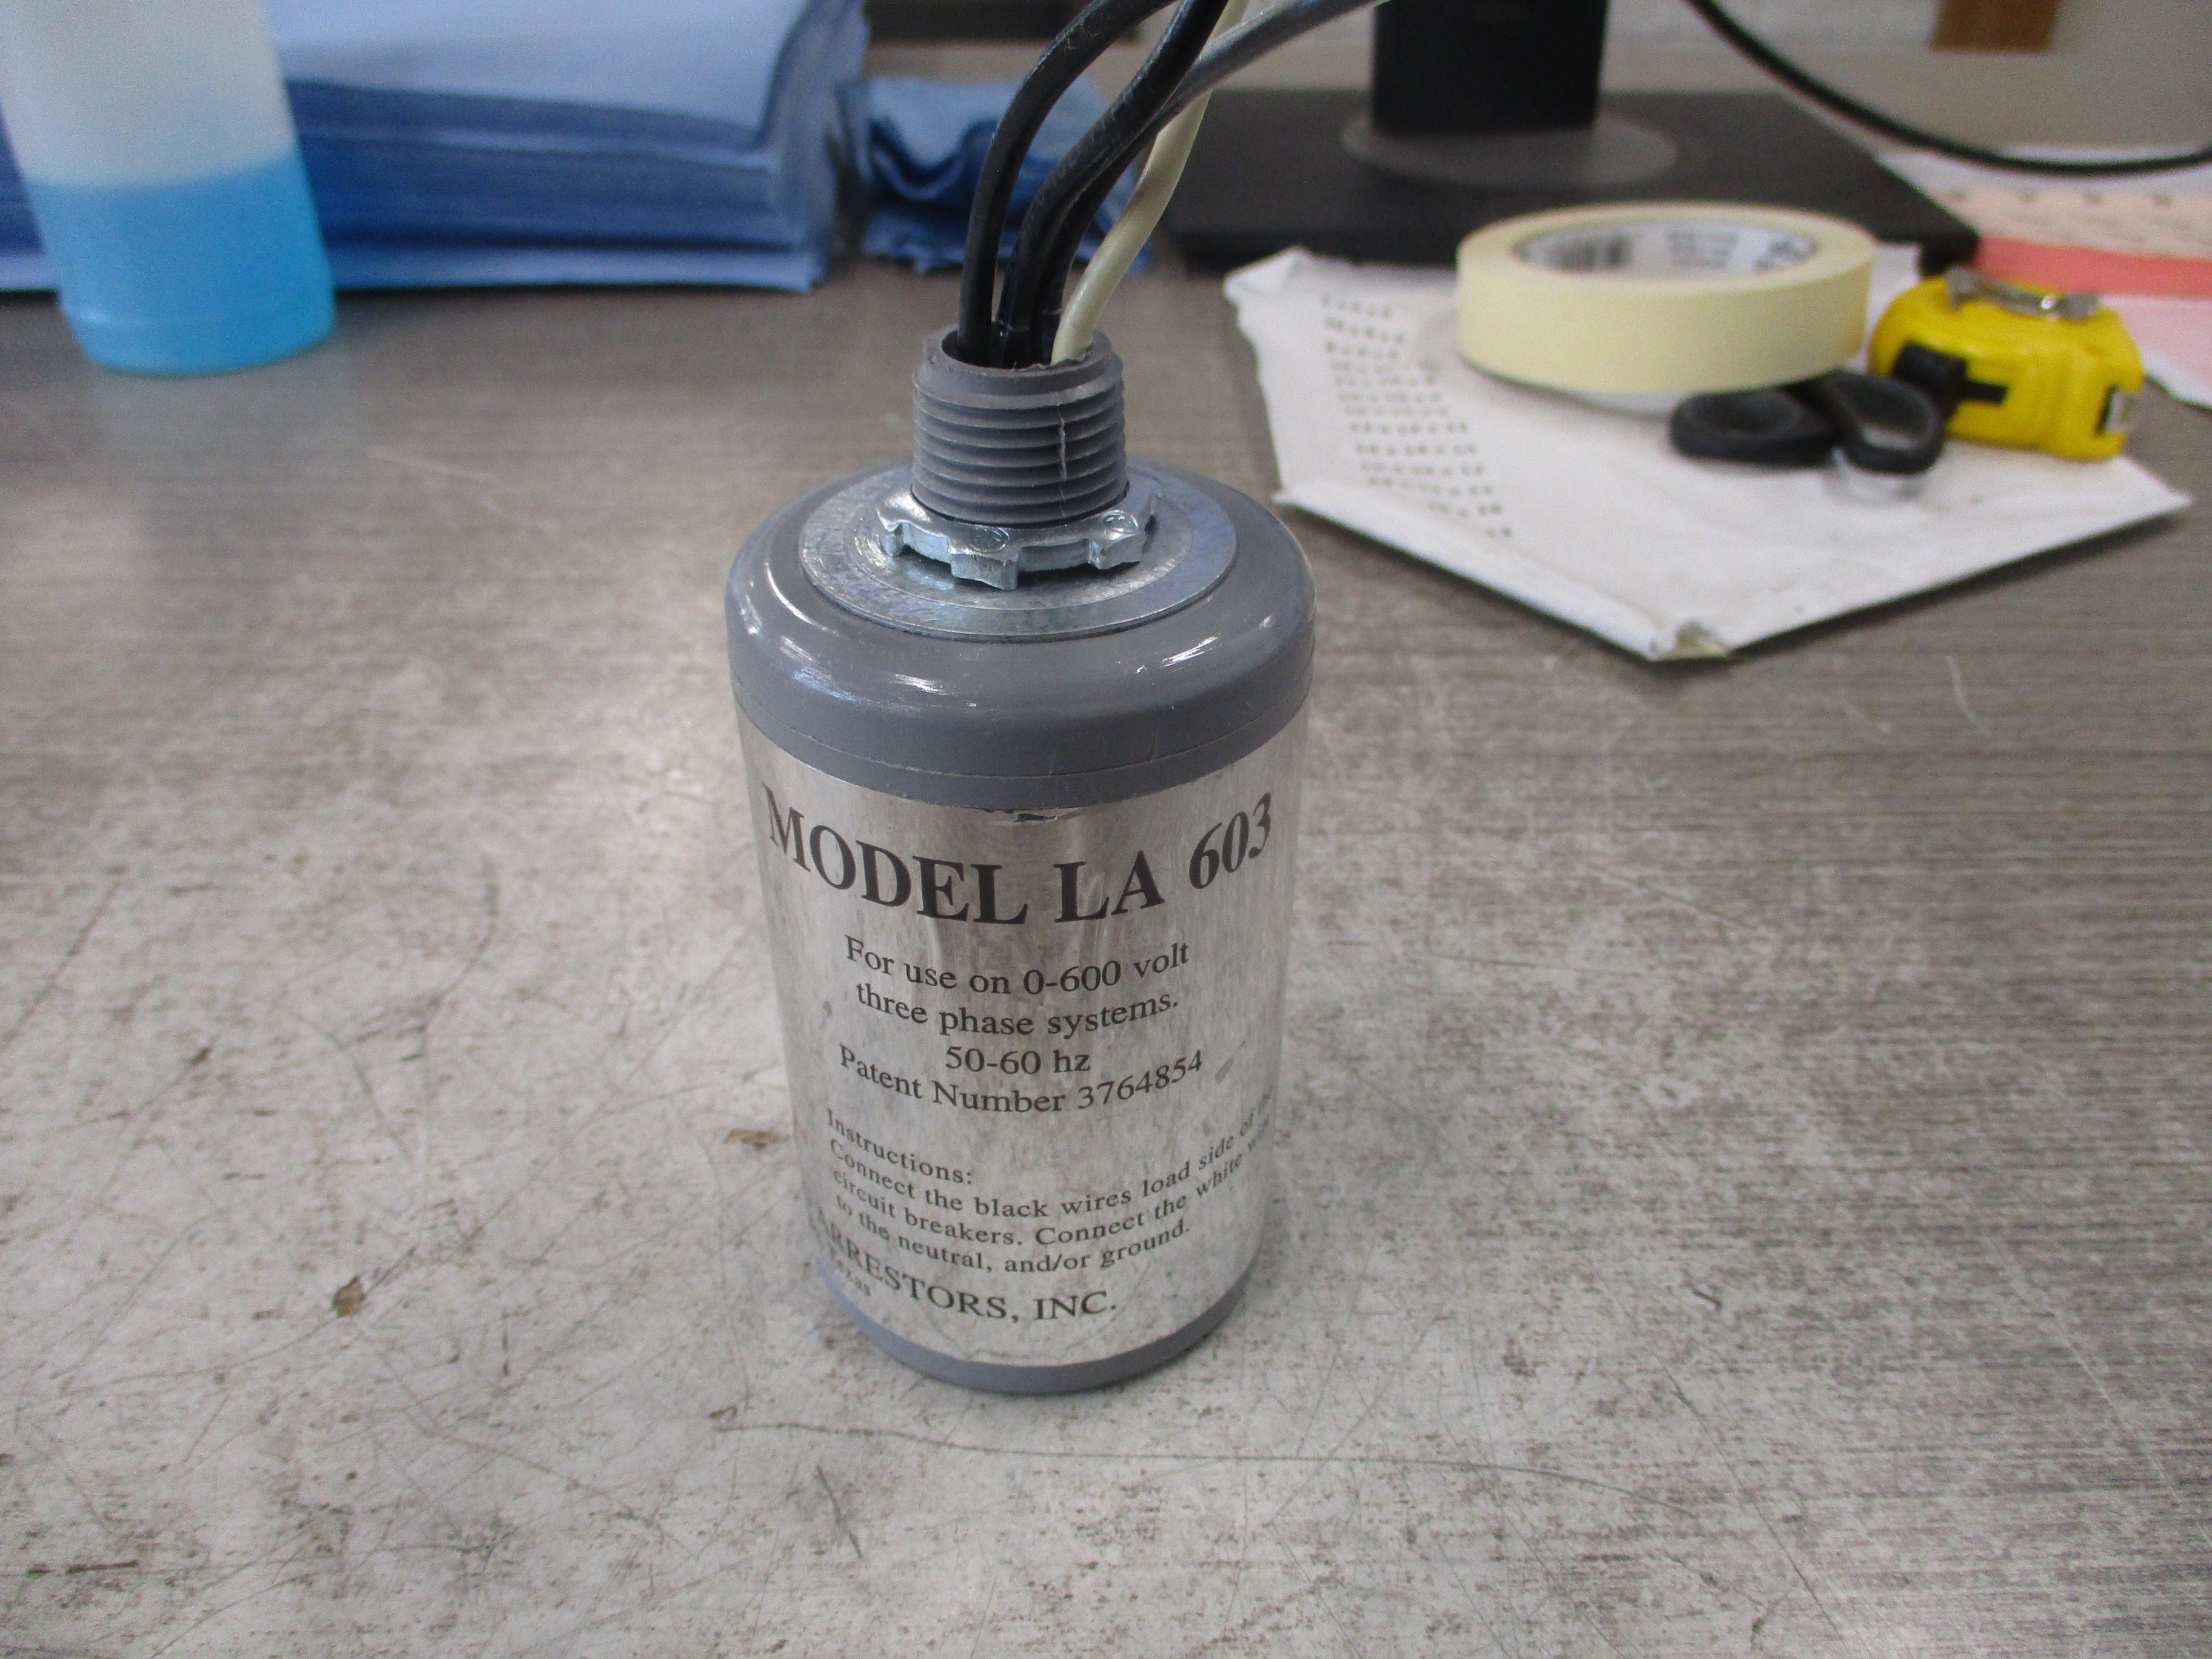 MODEL LA 603
For use on 0-600 volt
three phase systems.
50-60 hz
Patent Number 3764854
Instructions:
Connect the black wires load side of the
circuit breakers. Connect the white
to the neutral, and/or ground.
ARRESTORS, INC.
Texas